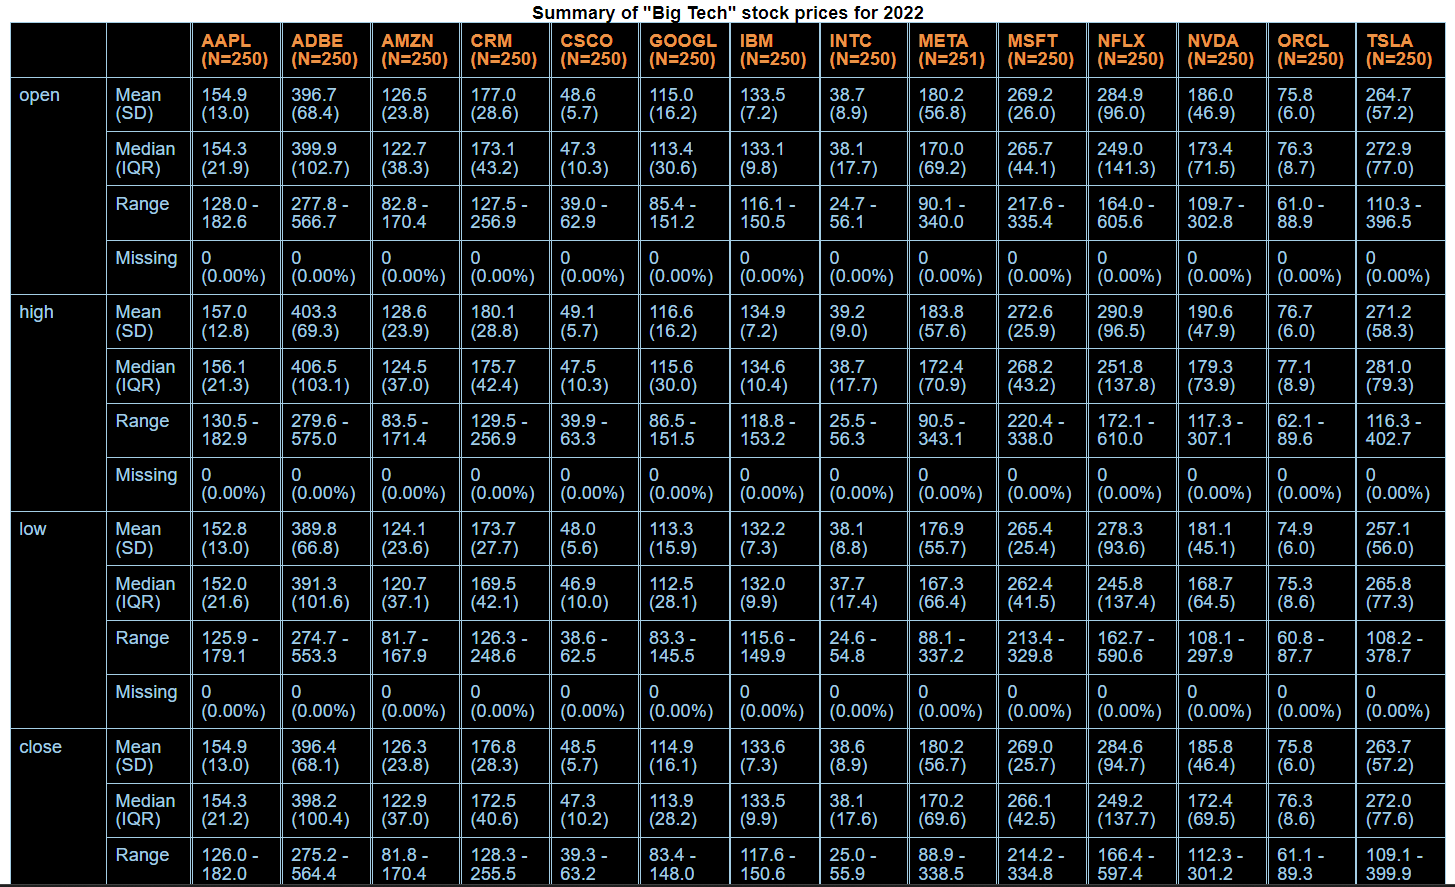 Summary of "Big Tech" stock prices for 2022
AAPL ADBE AMZN CRM CSCO GOOGL IBM INTC META MSFT NFLX NVDA ORCL TSLA
(N=250) (N=250) (N=250) (N=250) (N=250) (N=250) (N=250) (N=250) (N=251) (N=250) (N=250) (N=250) (N=250) (N=250)
open Mean 154.9 396.7 126.5 177.0 48.6 115.0 133.5 38.7 180.2 269.2 284.9 186.0 75.8 264.7
(SD) (13.0) (68.4) (23.8) (28.6) (5.7) (16.2) (7.2) (8.9) (56.8) (26.0) (96.0) (46.9) (6.0) (57.2)
Median 154.3 399.9 122.7 173.1 47.3 113.4 133.1 38.1 170.0 265.7 249.0 173.4 76.3 272.9
(IQR) (21.9) (102.7) (38.3) (43.2) (10.3) (30.6) (9.8) (17.7) (69.2) (44.1) (141.3) (71.5) (8.7) (77.0)
Range 128.0 - 277.8 - 82.8 - 127.5 - 39.0 - 85.4 - 116.1 - 24.7 - 90.1 - 217.6 - 164.0 - 109.7 - 61.0 - 110.3 -
182.6 566.7 170.4 256.9 62.9 151.2 150.5 56.1 340.0 335.4 605.6 302.8 88.9 396.5
Missing 0 0 0 0 0 0 0 0 0 0 0 0 0 0
(0.00%) (0.00%) (0.00%) (0.00%) (0.00%) (0.00%) (0.00%) (0.00%) (0.00%) (0.00%) (0.00%) (0.00%) (0.00%) (0.00%)
high Mean 157.0 403.3 128.6 180.1 49.1 116.6 134.9 39.2 183.8 272.6 290.9 190.6 76.7 271.2
(SD) (12.8) (69.3) (23.9) (28.8) (5.7) (16.2) (7.2) (9.0) (57.6) (25.9) (96.5) (47.9) (6.0) (58.3)
Median 156.1 406.5 124.5 175.7 47.5 115.6 134.6 38.7 172.4 268.2 251.8 179.3 77.1 281.0
(IQR) (21.3) (103.1) (37.0) (42.4) (10.3) (30.0) (10.4) (17.7) (70.9) (43.2) (137.8) (73.9) (8.9) (79.3)
Range 130.5 - 279.6 - 83.5 - 129.5 - 39.9 - 86.5 - 118.8 - 25.5 - 90.5 - 220.4 - 172.1 - 117.3 - 62.1 - 116.3 -
182.9 575.0 171.4 256.9 63.3 151.5 153.2 56.3 343.1 338.0 610.0 307.1 89.6 402.7
Missing 0 0 0 0 0 0 0 0 0 0 0 0 0 0
(0.00%) (0.00%) (0.00%) (0.00%) (0.00%) (0.00%) (0.00%) (0.00%) (0.00%) (0.00%) (0.00%) (0.00%) (0.00%) (0.00%)
low Mean 152.8 389.8 124.1 173.7 48.0 113.3 132.2 38.1 176.9 265.4 278.3 181.1 74.9 257.1
(SD) (13.0) (66.8) (23.6) (27.7) (5.6) (15.9) (7.3) (8.8) (55.7) (25.4) (93.6) (45.1) (6.0) (56.0)
Median 152.0 391.3 120.7 169.5 46.9 112.5 132.0 37.7 167.3 262.4 245.8 168.7 75.3 265.8
(IQR) (21.6) (101.6) (37.1) (42.1) (10.0) (28.1) (9.9) (17.4) (66.4) (41.5) (137.4) (64.5) (8.6) (77.3)
Range 125.9 - 274.7 - 81.7 - 126.3 - 38.6 - 83.3 - 115.6 - 24.6 - 88.1 - 213.4 - 162.7 - 108.1 - 60.8 - 108.2 -
179.1 553.3 167.9 248.6 62.5 145.5 149.9 54.8 337.2 329.8 590.6 297.9 87.7 378.7
Missing 0 0 0 0 0 0 0 0 0 0 0 0 0 0
(0.00%) (0.00%) (0.00%) (0.00%) (0.00%) (0.00%) (0.00%) (0.00%) (0.00%) (0.00%) (0.00%) (0.00%) (0.00%) (0.00%)
close Mean 154.9 396.4 126.3 176.8 48.5 114.9 133.6 38.6 180.2 269.0 284.6 185.8 75.8 263.7
(SD) (13.0) (68.1) (23.8) (28.3) (5.7) (16.1) (7.3) (8.9) (56.7) (25.7) (94.7) (46.4) (6.0) (57.2)
Median 154.3 398.2 122.9 172.5 47.3 113.9 133.5 38.1 170.2 266.1 249.2 172.4 76.3 272.0
(IQR) (21.2) (100.4) (37.0) (40.6) (10.2) (28.2) (9.9) (17.6) (69.6) (42.5) (137.7) (69.5) (8.6) (77.6)
Range 126.0 - 275.2 - 81.8 - 128.3 - 39.3 - 83.4 - 117.6 - 25.0 - 88.9 - 214.2 - 166.4 - 112.3 - 61.1 - 109.1 -
182.0 564.4 170.4 255.5 63.2 148.0 150.6 55.9 338.5 334.8 597.4 301.2 89.3 399.9